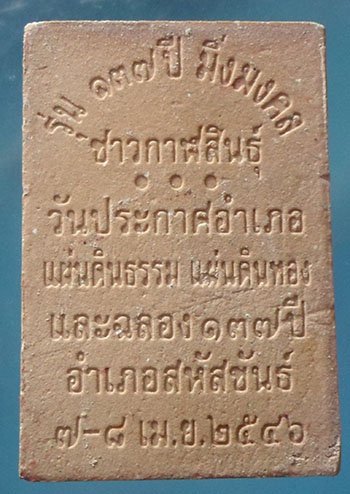 รุ่น ๑๓๗ ปี มิ่งมงคล
ชาวกาฬสินธุ์
วันประกาศอำเภอ
แผ่นดินธรรม แผ่นดินทอง
และฉลอง ๑๓๗ ปี
อำเภอสหัสขันธ์
๗-๘ เม.ย.๒๕๔๖